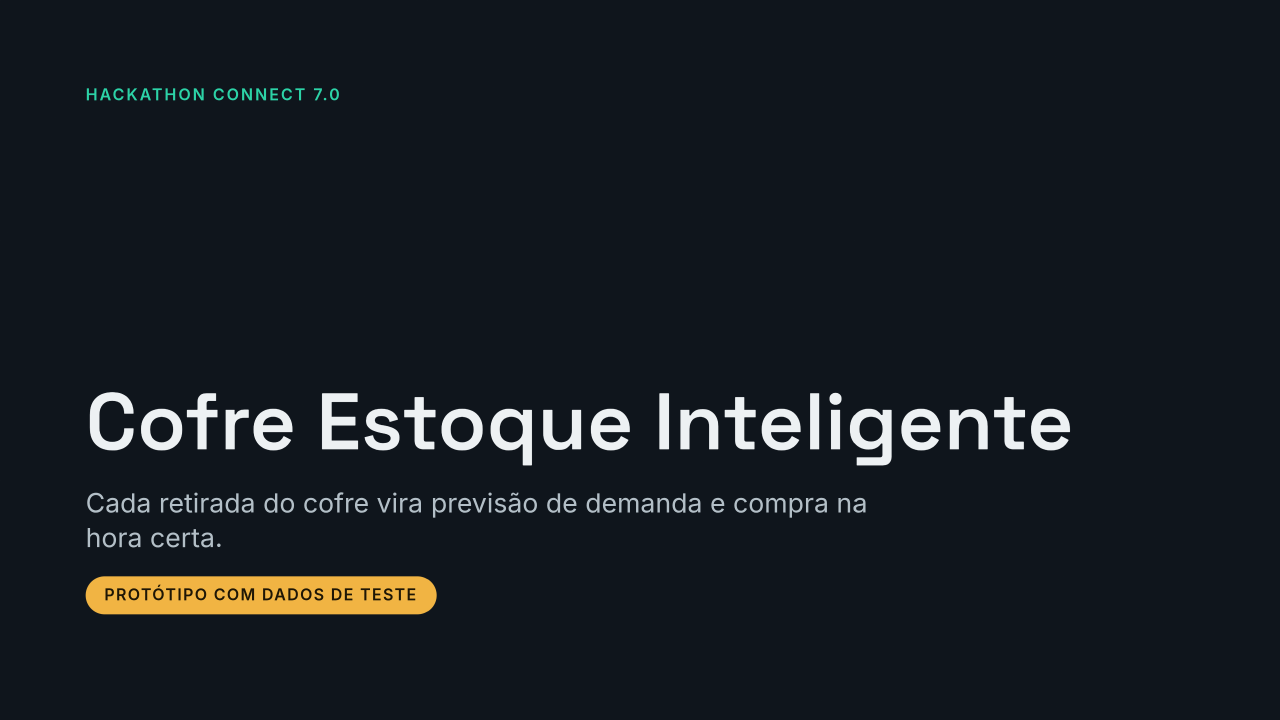 HACKATHON CONNECT 7.0
Cofre Estoque Inteligente
Cada retirada do cofre vira previsão de demanda e compra na
hora certa.
PROTÓTIPO COM DADOS DE TESTE